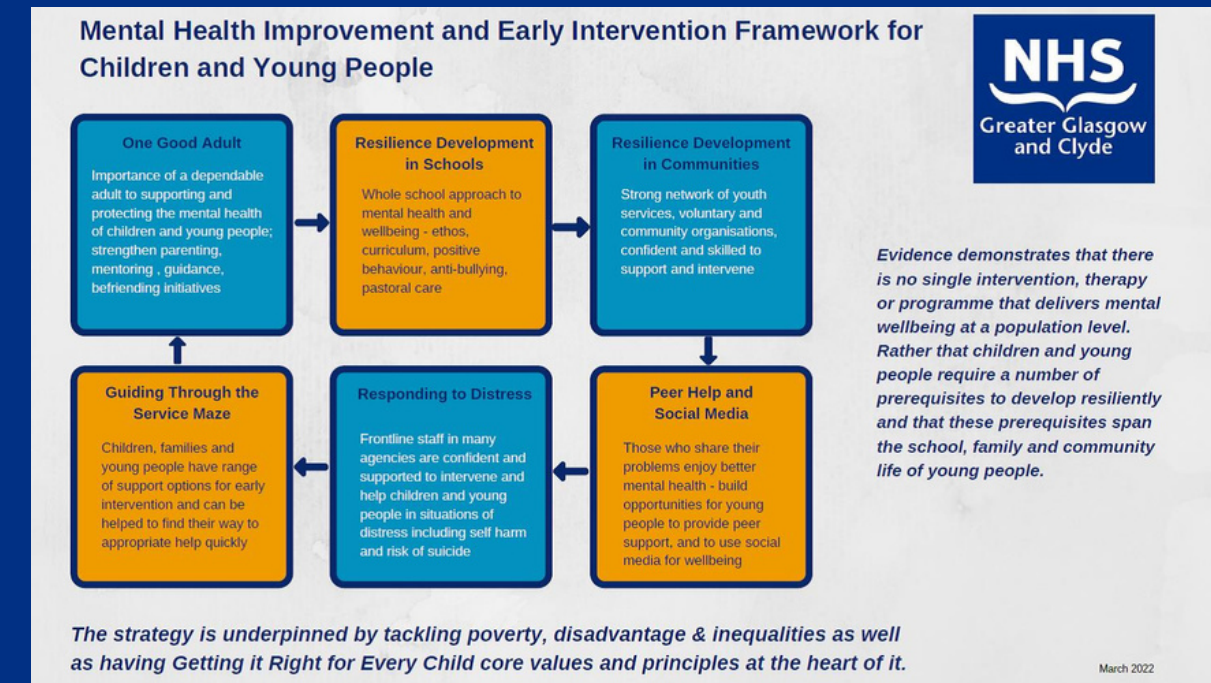 Mental Health Improvement and Early Intervention Framework for
Children and Young People
NHS
Greater Glasgow
and Clyde
One Good Adult
Importance of a dependable
adult to supporting and
protecting the mental health
of children and young people;
strengthen parenting,
mentoring , guidance,
befriending initiatives
Resilience Development
in Schools
Whole school approach to
mental health and
wellbeing - ethos,
curriculum, positive
behaviour, anti-bullying,
pastoral care
Resilience Development
in Communities
Strong network of youth
services, voluntary and
community organisations,
confident and skilled to
support and intervene
Peer Help and
Social Media
Those who share their
problems enjoy better
mental health - build
opportunities for young
people to provide peer
support, and to use social
media for wellbeing
Responding to Distress
Frontline staff in many
agencies are confident and
supported to intervene and
help children and young
people in situations of
distress including self harm
and risk of suicide
Guiding Through the
Service Maze
Children, families and
young people have range
of support options for early
intervention and can be
helped to find their way to
appropriate help quickly
Evidence demonstrates that there
is no single intervention, therapy
or programme that delivers mental
wellbeing at a population level.
Rather that children and young
people require a number of
prerequisites to develop resiliently
and that these prerequisites span
the school, family and community
life of young people.
The strategy is underpinned by tackling poverty, disadvantage & inequalities as well
as having Getting it Right for Every Child core values and principles at the heart of it.
March 2022